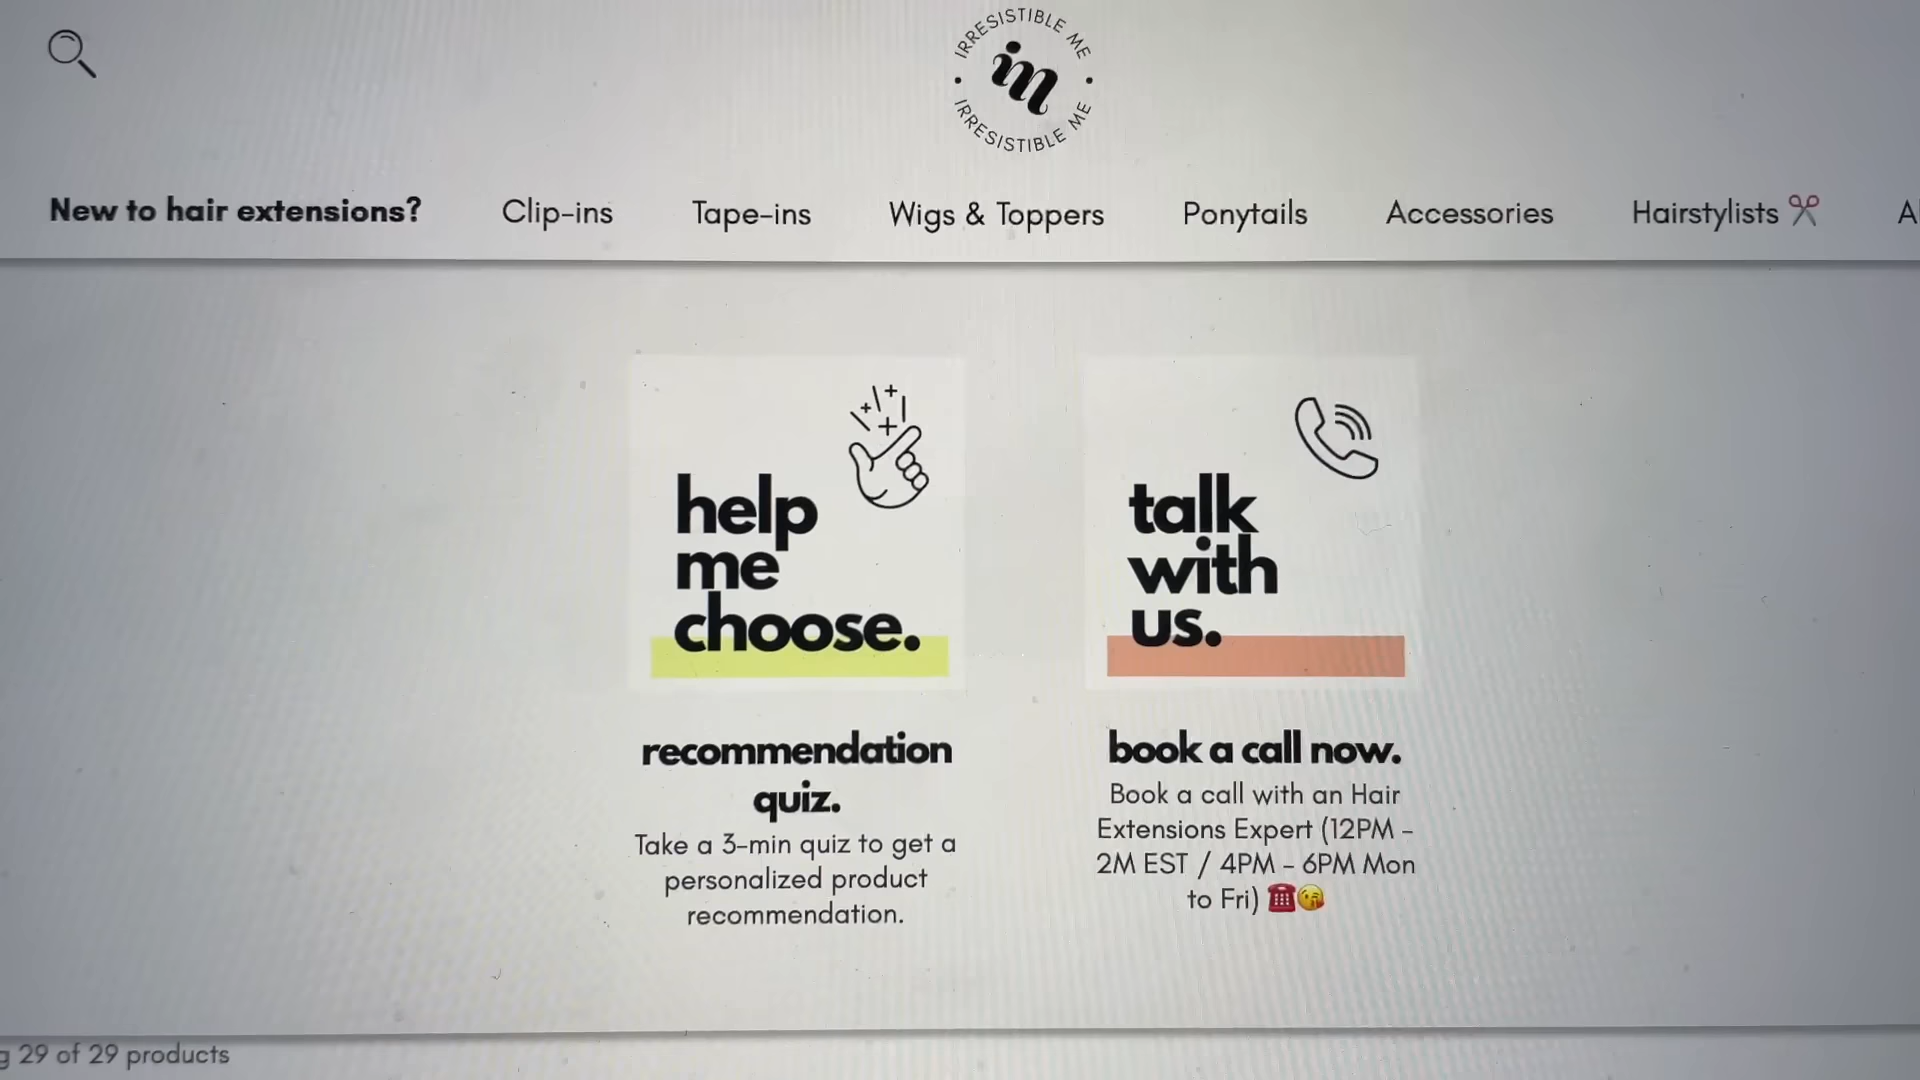 IRRESISTIBLE ME
im
IRRESISTIBLE ME
New to hair extensions? Clip-ins Tape-ins Wigs & Toppers Ponytails Accessories Hairstylists
help
me
choose.
recommendation
quiz.
Take a 3-min quiz to get a
personalized product
recommendation.
talk
with
us.
book a call now.
Book a call with an Hair
Extensions Expert (12PM –
2M EST / 4PM – 6PM Mon
to Fri) ☎️😘
29 of 29 products